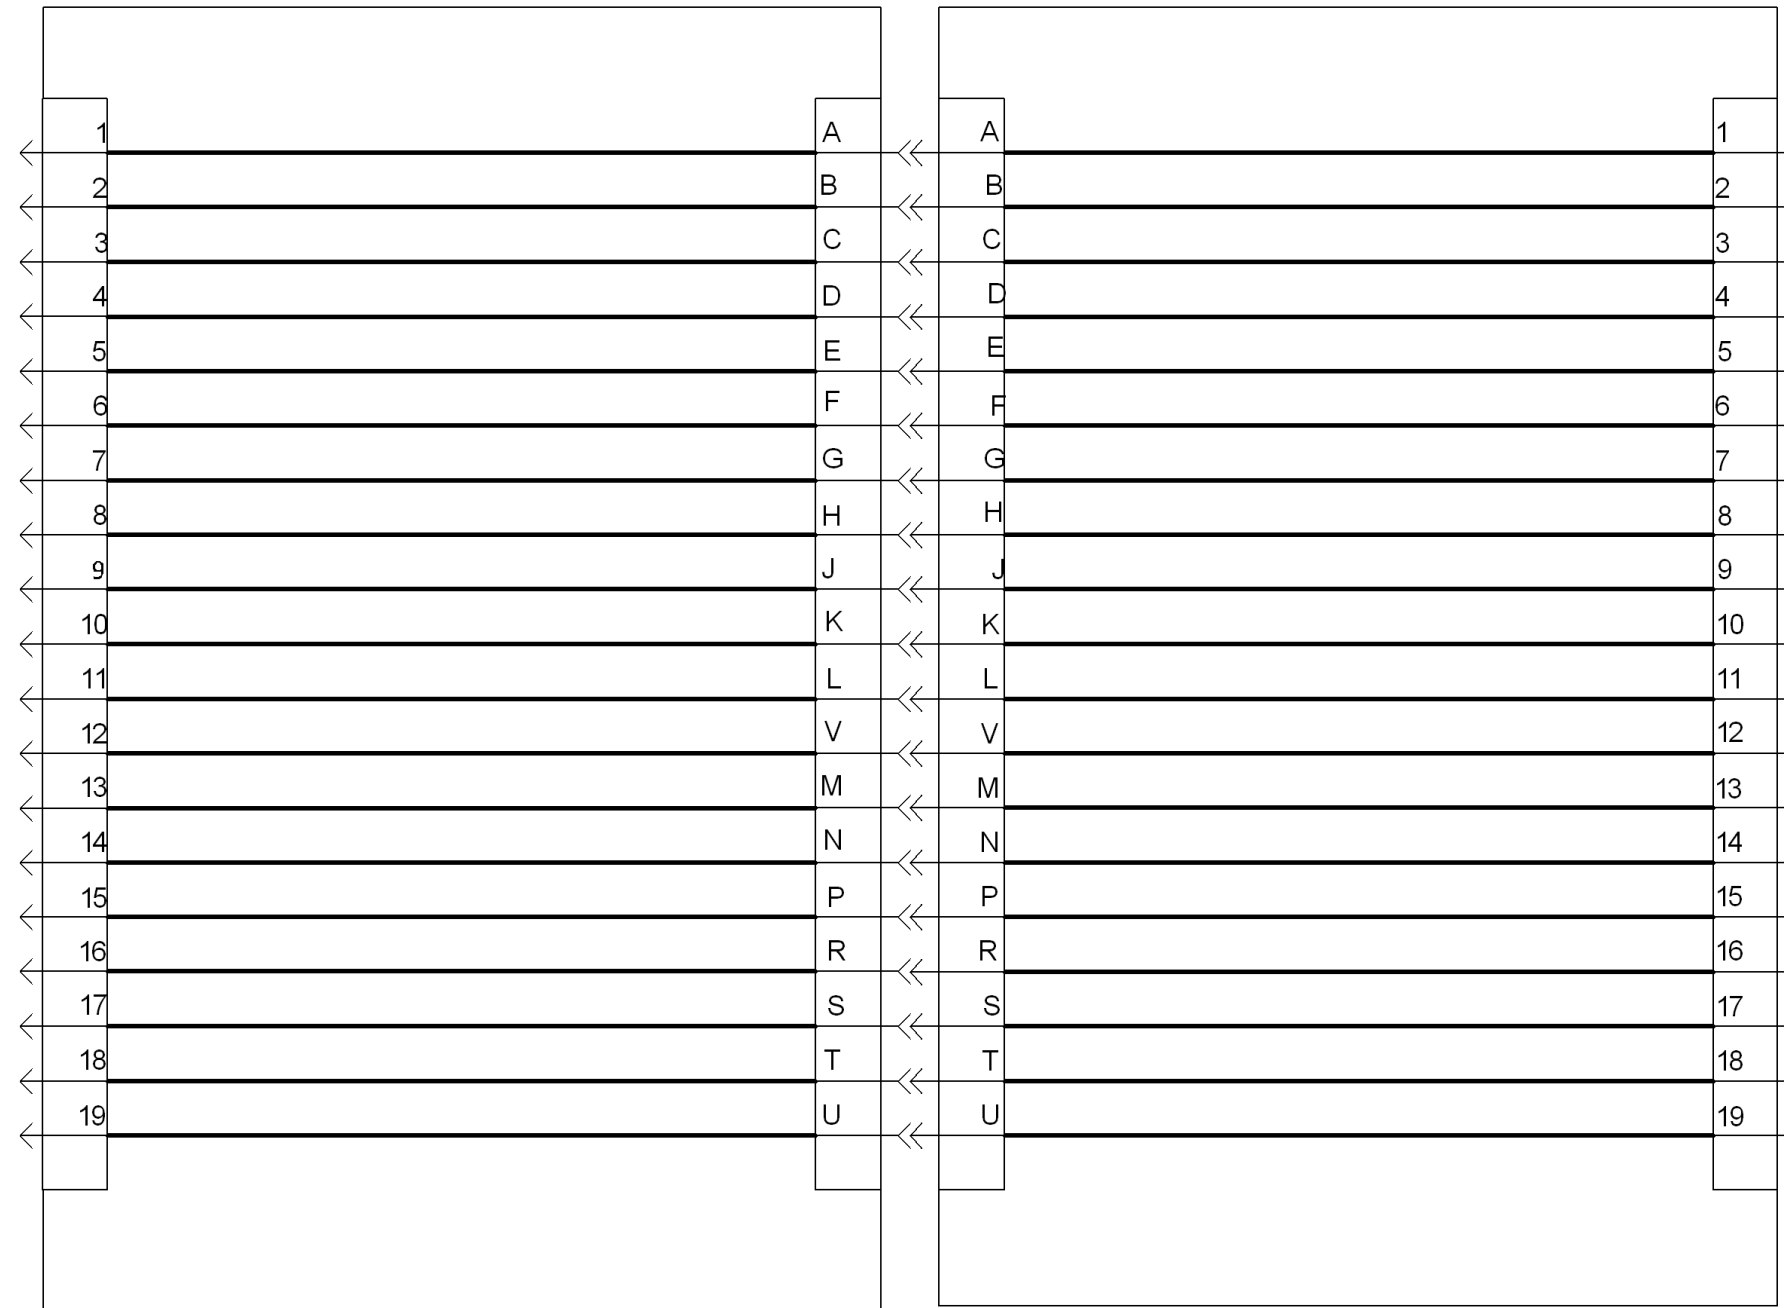 1 A A 1
2 B B 2
3 C C 3
4 D D 4
5 E E 5
6 F F 6
7 G G 7
8 H H 8
9 J J 9
10 K K 10
11 L L 11
12 V V 12
13 M M 13
14 N N 14
15 P P 15
16 R R 16
17 S S 17
18 T T 18
19 U U 19